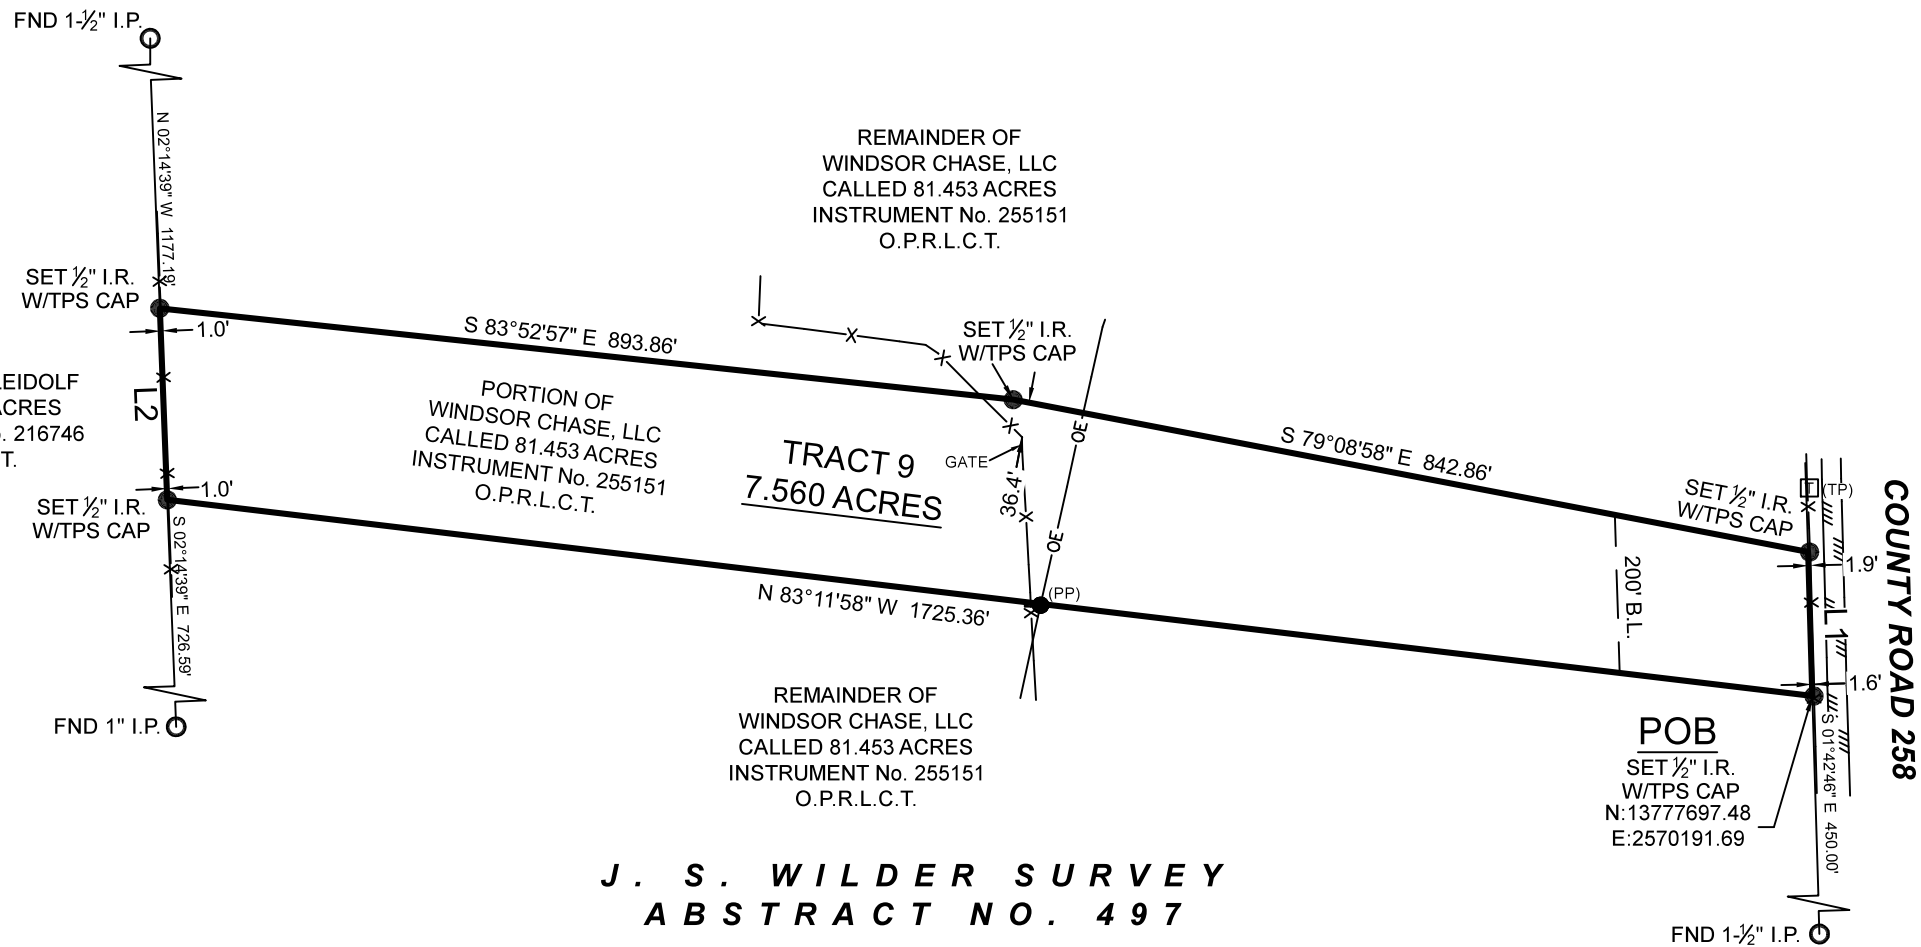 FND 1-½" I.P.
N 02°14'39" W 1177.19'
REMAINDER OF
WINDSOR CHASE, LLC
CALLED 81.453 ACRES
INSTRUMENT No. 255151
O.P.R.L.C.T.
SET ½" I.R.
W/TPS CAP
1.0'
S 83°52'57" E 893.86'
SET ½" I.R.
W/TPS CAP
EIDOLF
ACRES
. 216746
T.
L2
PORTION OF
WINDSOR CHASE, LLC
CALLED 81.453 ACRES
INSTRUMENT No. 255151
O.P.R.L.C.T.
TRACT 9
7.560 ACRES
GATE
36.4'
OE
OE
S 79°08'58" E 842.86'
SET ½" I.R.
W/TPS CAP
T
(TP)
COUNTY ROAD 258
1.9'
L1
200' B.L.
1.6'
1.0'
SET ½" I.R.
W/TPS CAP
S 02°14'39" E 726.59'
N 83°11'58" W 1725.36'
(PP)
FND 1" I.P.
REMAINDER OF
WINDSOR CHASE, LLC
CALLED 81.453 ACRES
INSTRUMENT No. 255151
O.P.R.L.C.T.
POB
SET ½" I.R.
W/TPS CAP
N:13777697.48
E:2570191.69
S 01°42'46" E 450.00'
J. S. WILDER SURVEY
ABSTRACT NO. 497
FND 1-½" I.P.